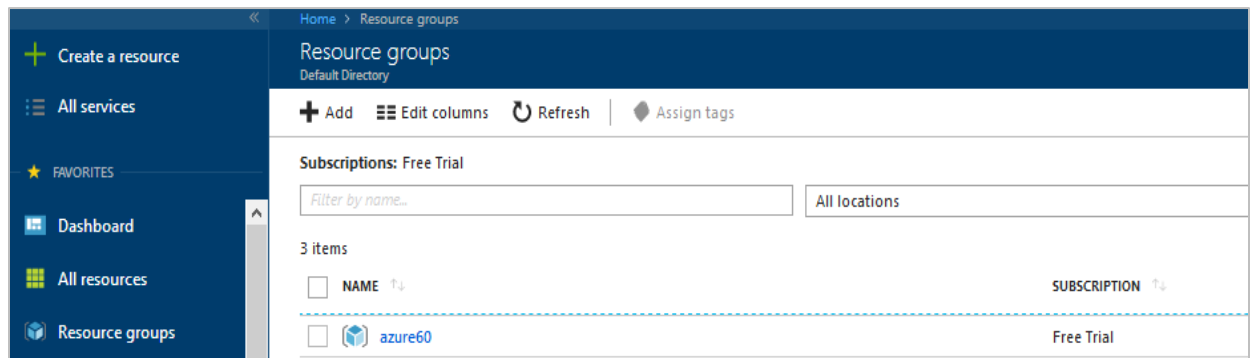 Home > Resource groups
Create a resource
All services
FAVORITES
Dashboard
All resources
Resource groups
Resource groups
Default Directory
Add Edit columns Refresh Assign tags
Subscriptions: Free Trial
Filter by name... All locations
3 items
NAME SUBSCRIPTION
azure60 Free Trial